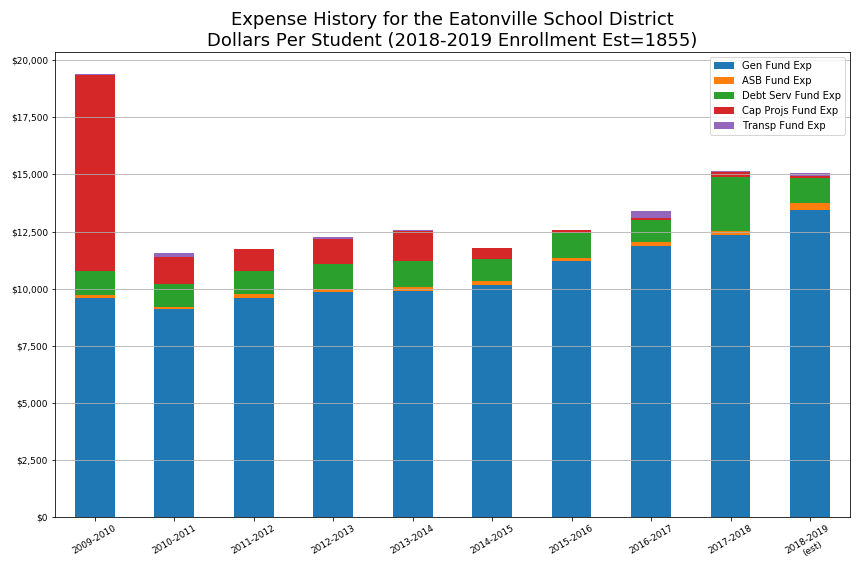 Expense History for the Eatonville School District
Dollars Per Student (2018-2019 Enrollment Est=1855)
$20,000
$17,500
$15,000
$12,500
$10,000
$7,500
$5,000
$2,500
$0
Gen Fund Exp
ASB Fund Exp
Debt Serv Fund Exp
Cap Projs Fund Exp
Transp Fund Exp
2009-2010
2010-2011
2011-2012
2012-2013
2013-2014
2014-2015
2015-2016
2016-2017
2017-2018
2018-2019
(est)